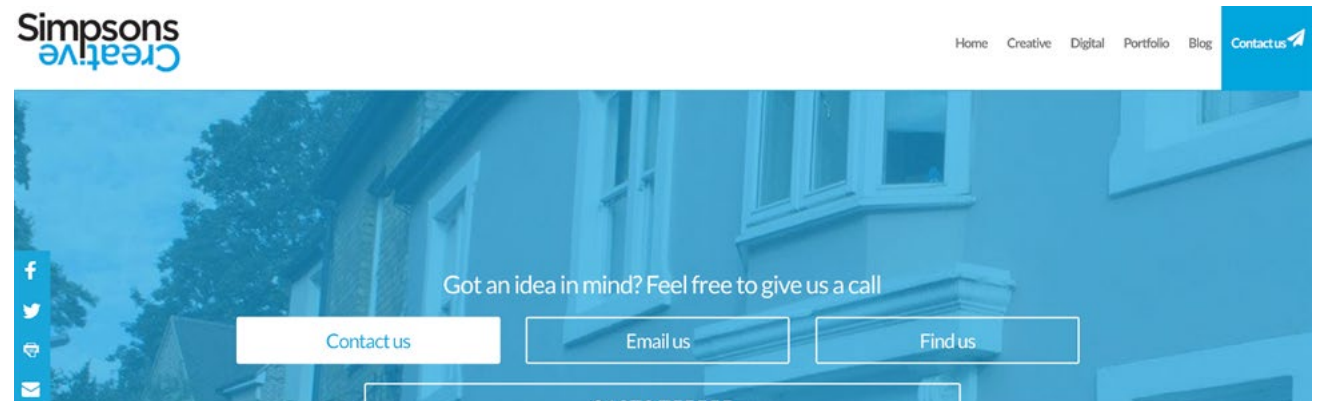 Simpsons
Creative
Home Creative Digital Portfolio Blog Contact us
Got an idea in mind? Feel free to give us a call
Contact us Email us Find us